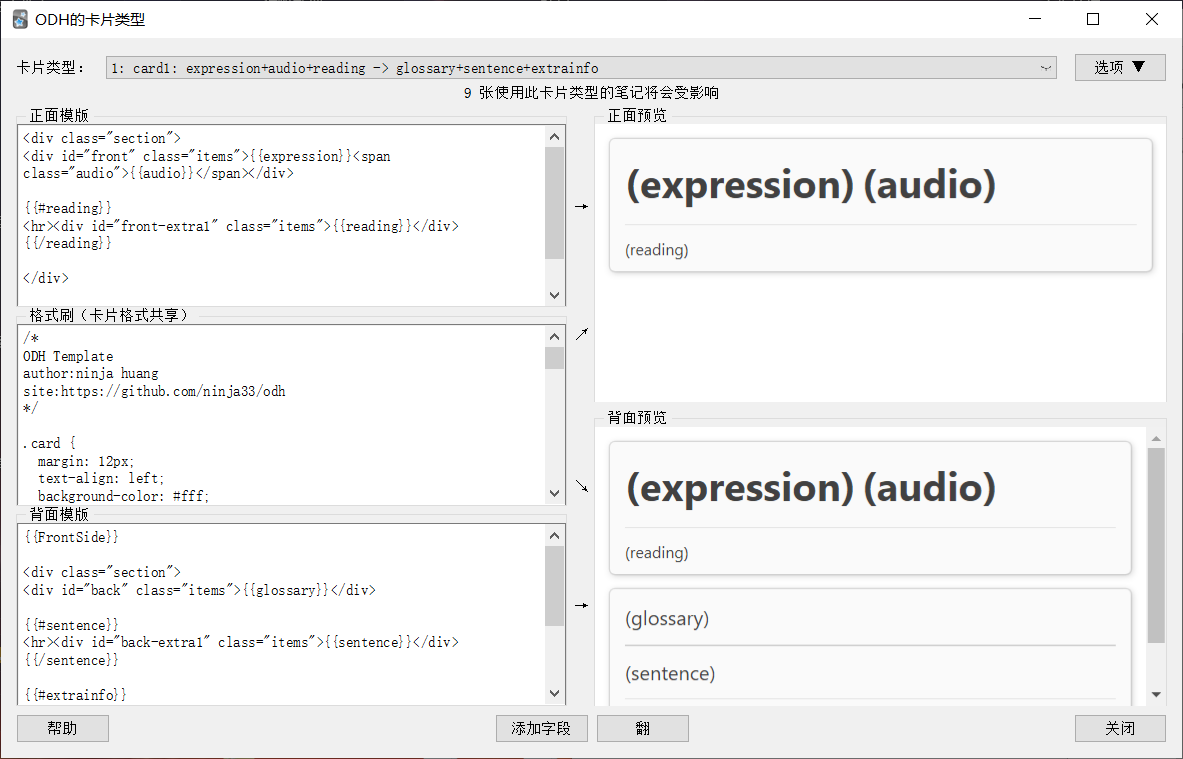 ODH的卡片类型
卡片类型：
1: card1: expression+audio+reading -> glossary+sentence+extrainfo
选项 ▼
9 张使用此卡片类型的笔记将会受影响
正面模版
<div class="section">
<div id="front" class="items">{{expression}}<span
class="audio">{{audio}}</span></div>
{{#reading}}
<hr><div id="front-extra1" class="items">{{reading}}</div>
{{/reading}}
</div>
格式刷（卡片格式共享）
/*
ODH Template
author:ninja huang
site:https://github.com/ninja33/odh
*/
.card {
margin: 12px;
text-align: left;
background-color: #fff;
背面模版
{{FrontSide}}
<div class="section">
<div id="back" class="items">{{glossary}}</div>
{{#sentence}}
<hr><div id="back-extra1" class="items">{{sentence}}</div>
{{/sentence}}
{{#extrainfo}}
正面预览
(expression) (audio)
(reading)
背面预览
(expression) (audio)
(reading)
(glossary)
(sentence)
帮助
添加字段
翻
关闭